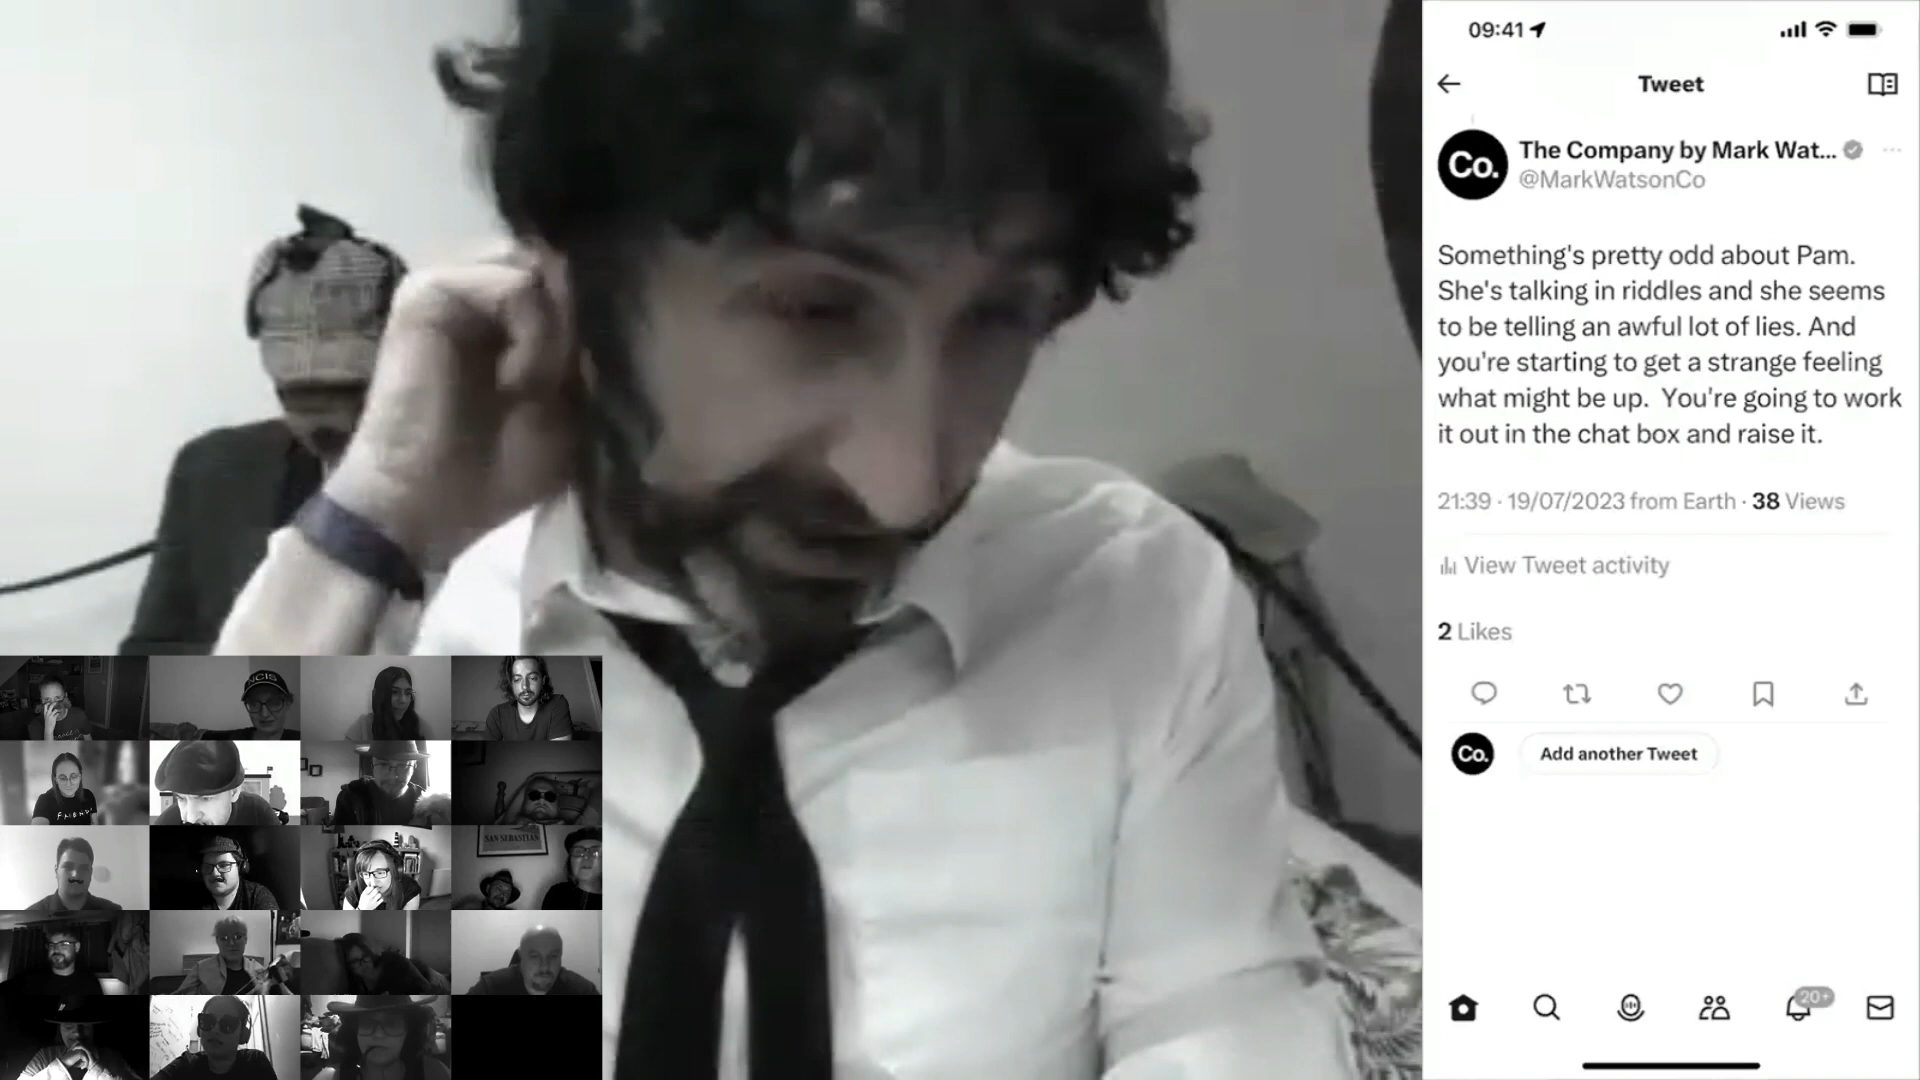 09:41
Tweet
Co.
The Company by Mark Wat...
@MarkWatsonCo
Something's pretty odd about Pam.
She's talking in riddles and she seems
to be telling an awful lot of lies. And
you're starting to get a strange feeling
what might be up. You're going to work
it out in the chat box and raise it.
21:39 · 19/07/2023 from Earth · 38 Views
View Tweet activity
2 Likes
Co.
Add another Tweet
20+
NCIS
FRIENDS
SAN SEBASTIAN